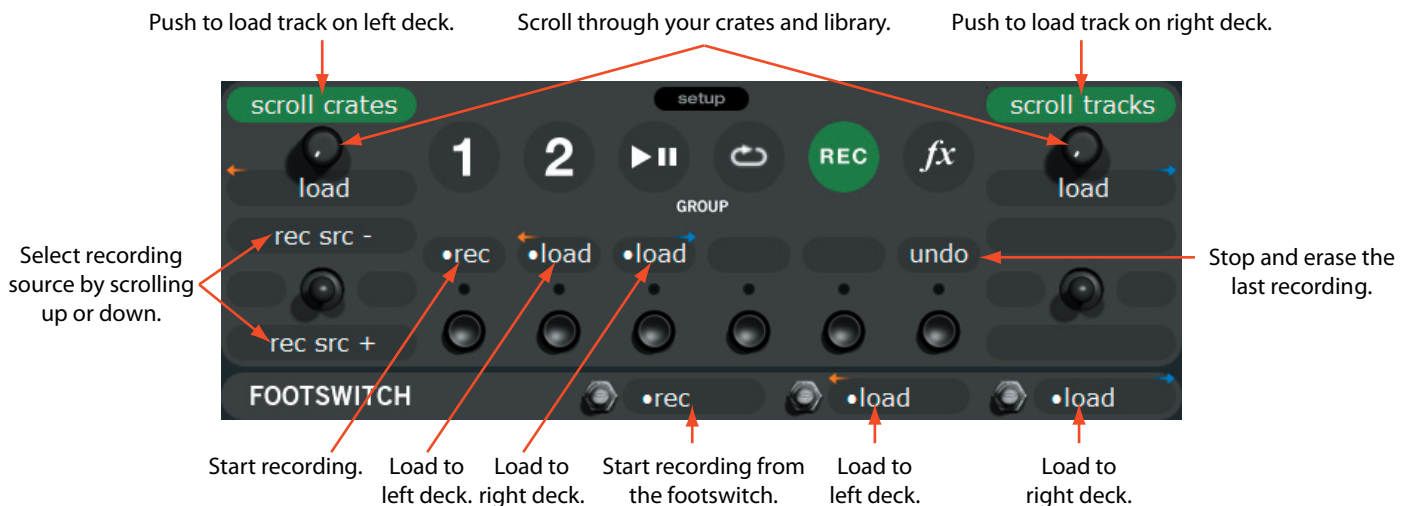 Push to load track on left deck.
Scroll through your crates and library.
Push to load track on right deck.
scroll crates
setup
scroll tracks
1 2 REC fx
load
load
GROUP
rec src -
Select recording
source by scrolling
up or down.
•rec •load •load undo
Stop and erase the
last recording.
rec src +
FOOTSWITCH •rec •load •load
Start recording.
Load to
left deck.
Load to
right deck.
Start recording from
the footswitch.
Load to
left deck.
Load to
right deck.